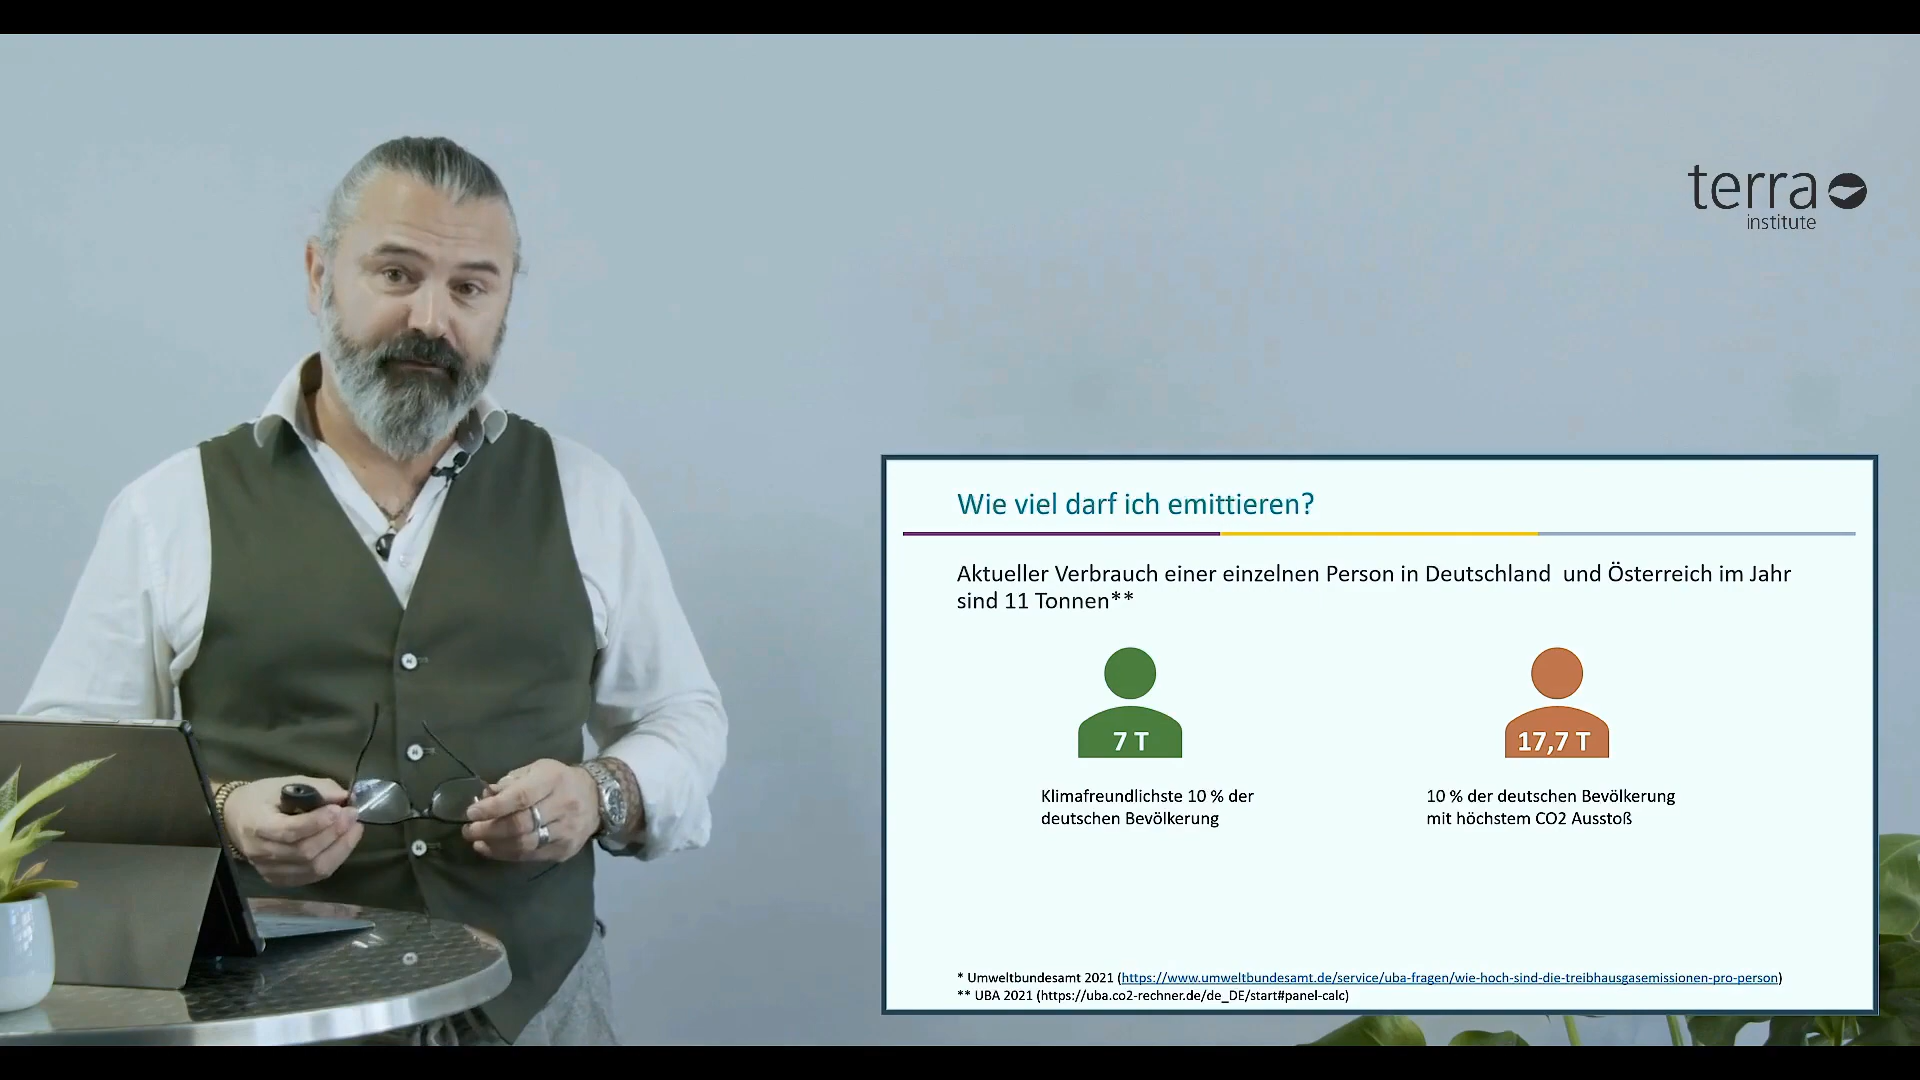 terra
institute
Wie viel darf ich emittieren?
Aktueller Verbrauch einer einzelnen Person in Deutschland und Österreich im Jahr
sind 11 Tonnen**
7 T
17,7 T
Klimafreundlichste 10 % der
deutschen Bevölkerung
10 % der deutschen Bevölkerung
mit höchstem CO2 Ausstoß
* Umweltbundesamt 2021 (https://www.umweltbundesamt.de/service/uba-fragen/wie-hoch-sind-die-treibhausgasemissionen-pro-person)
** UBA 2021 (https://uba.co2-rechner.de/de_DE/start#panel-calc)